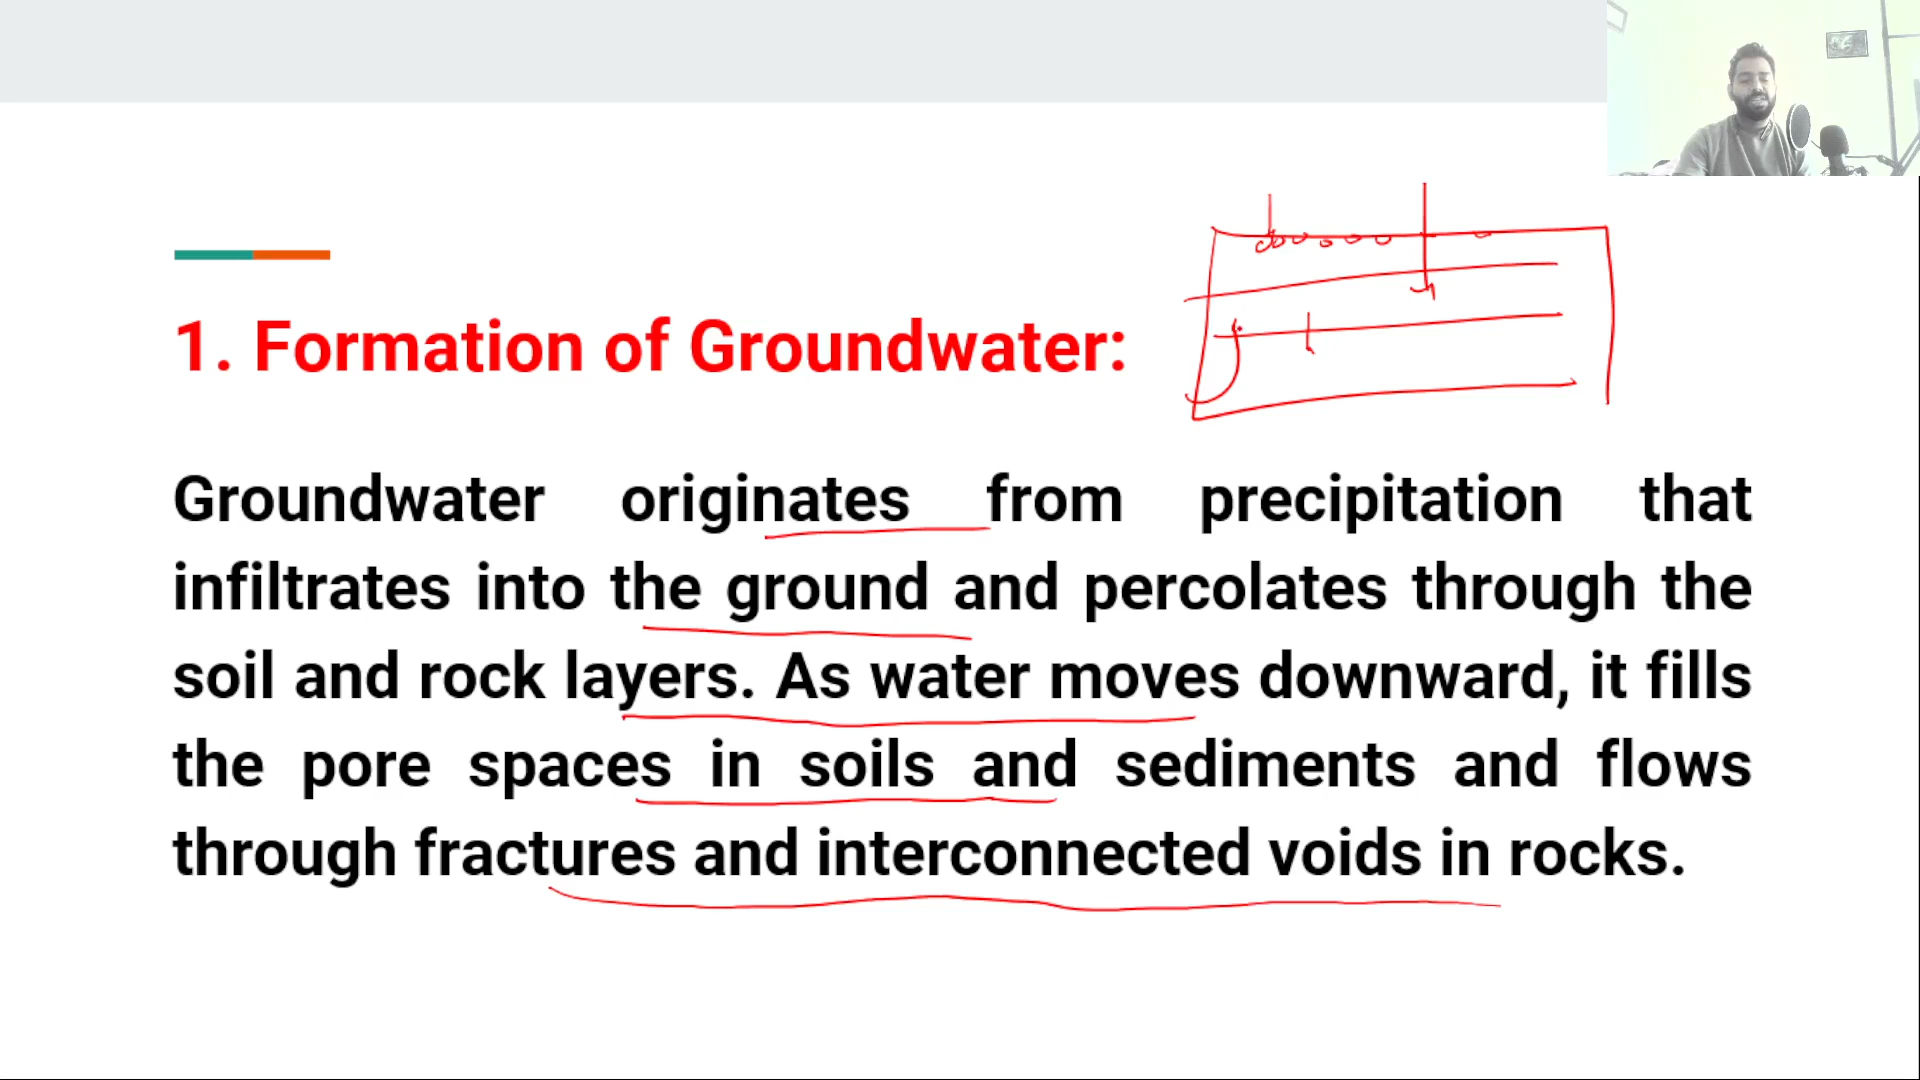 1. Formation of Groundwater:
Groundwater originates from precipitation that
infiltrates into the ground and percolates through the
soil and rock layers. As water moves downward, it fills
the pore spaces in soils and sediments and flows
through fractures and interconnected voids in rocks.